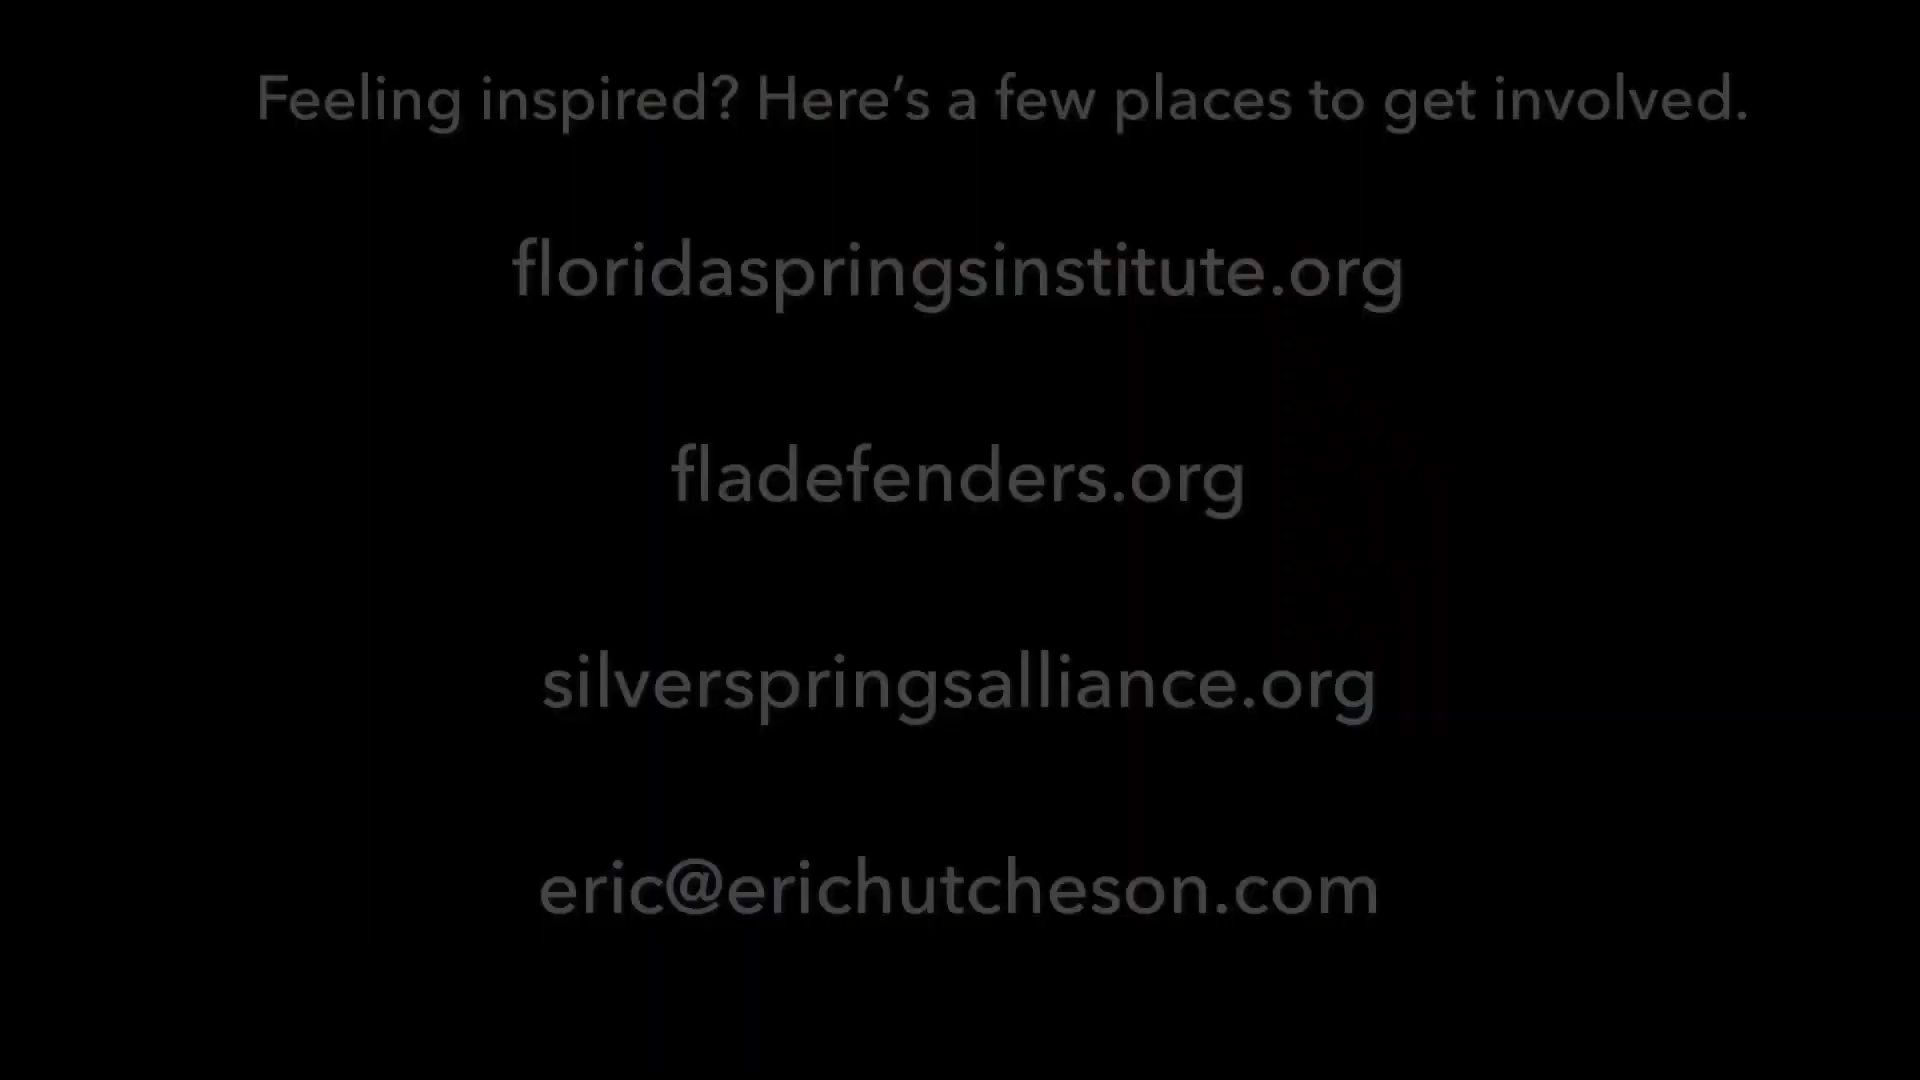 Feeling inspired? Here’s a few places to get involved.
floridaspringsinstitute.org
fladefenders.org
silverspringsalliance.org
eric@erichutcheson.com